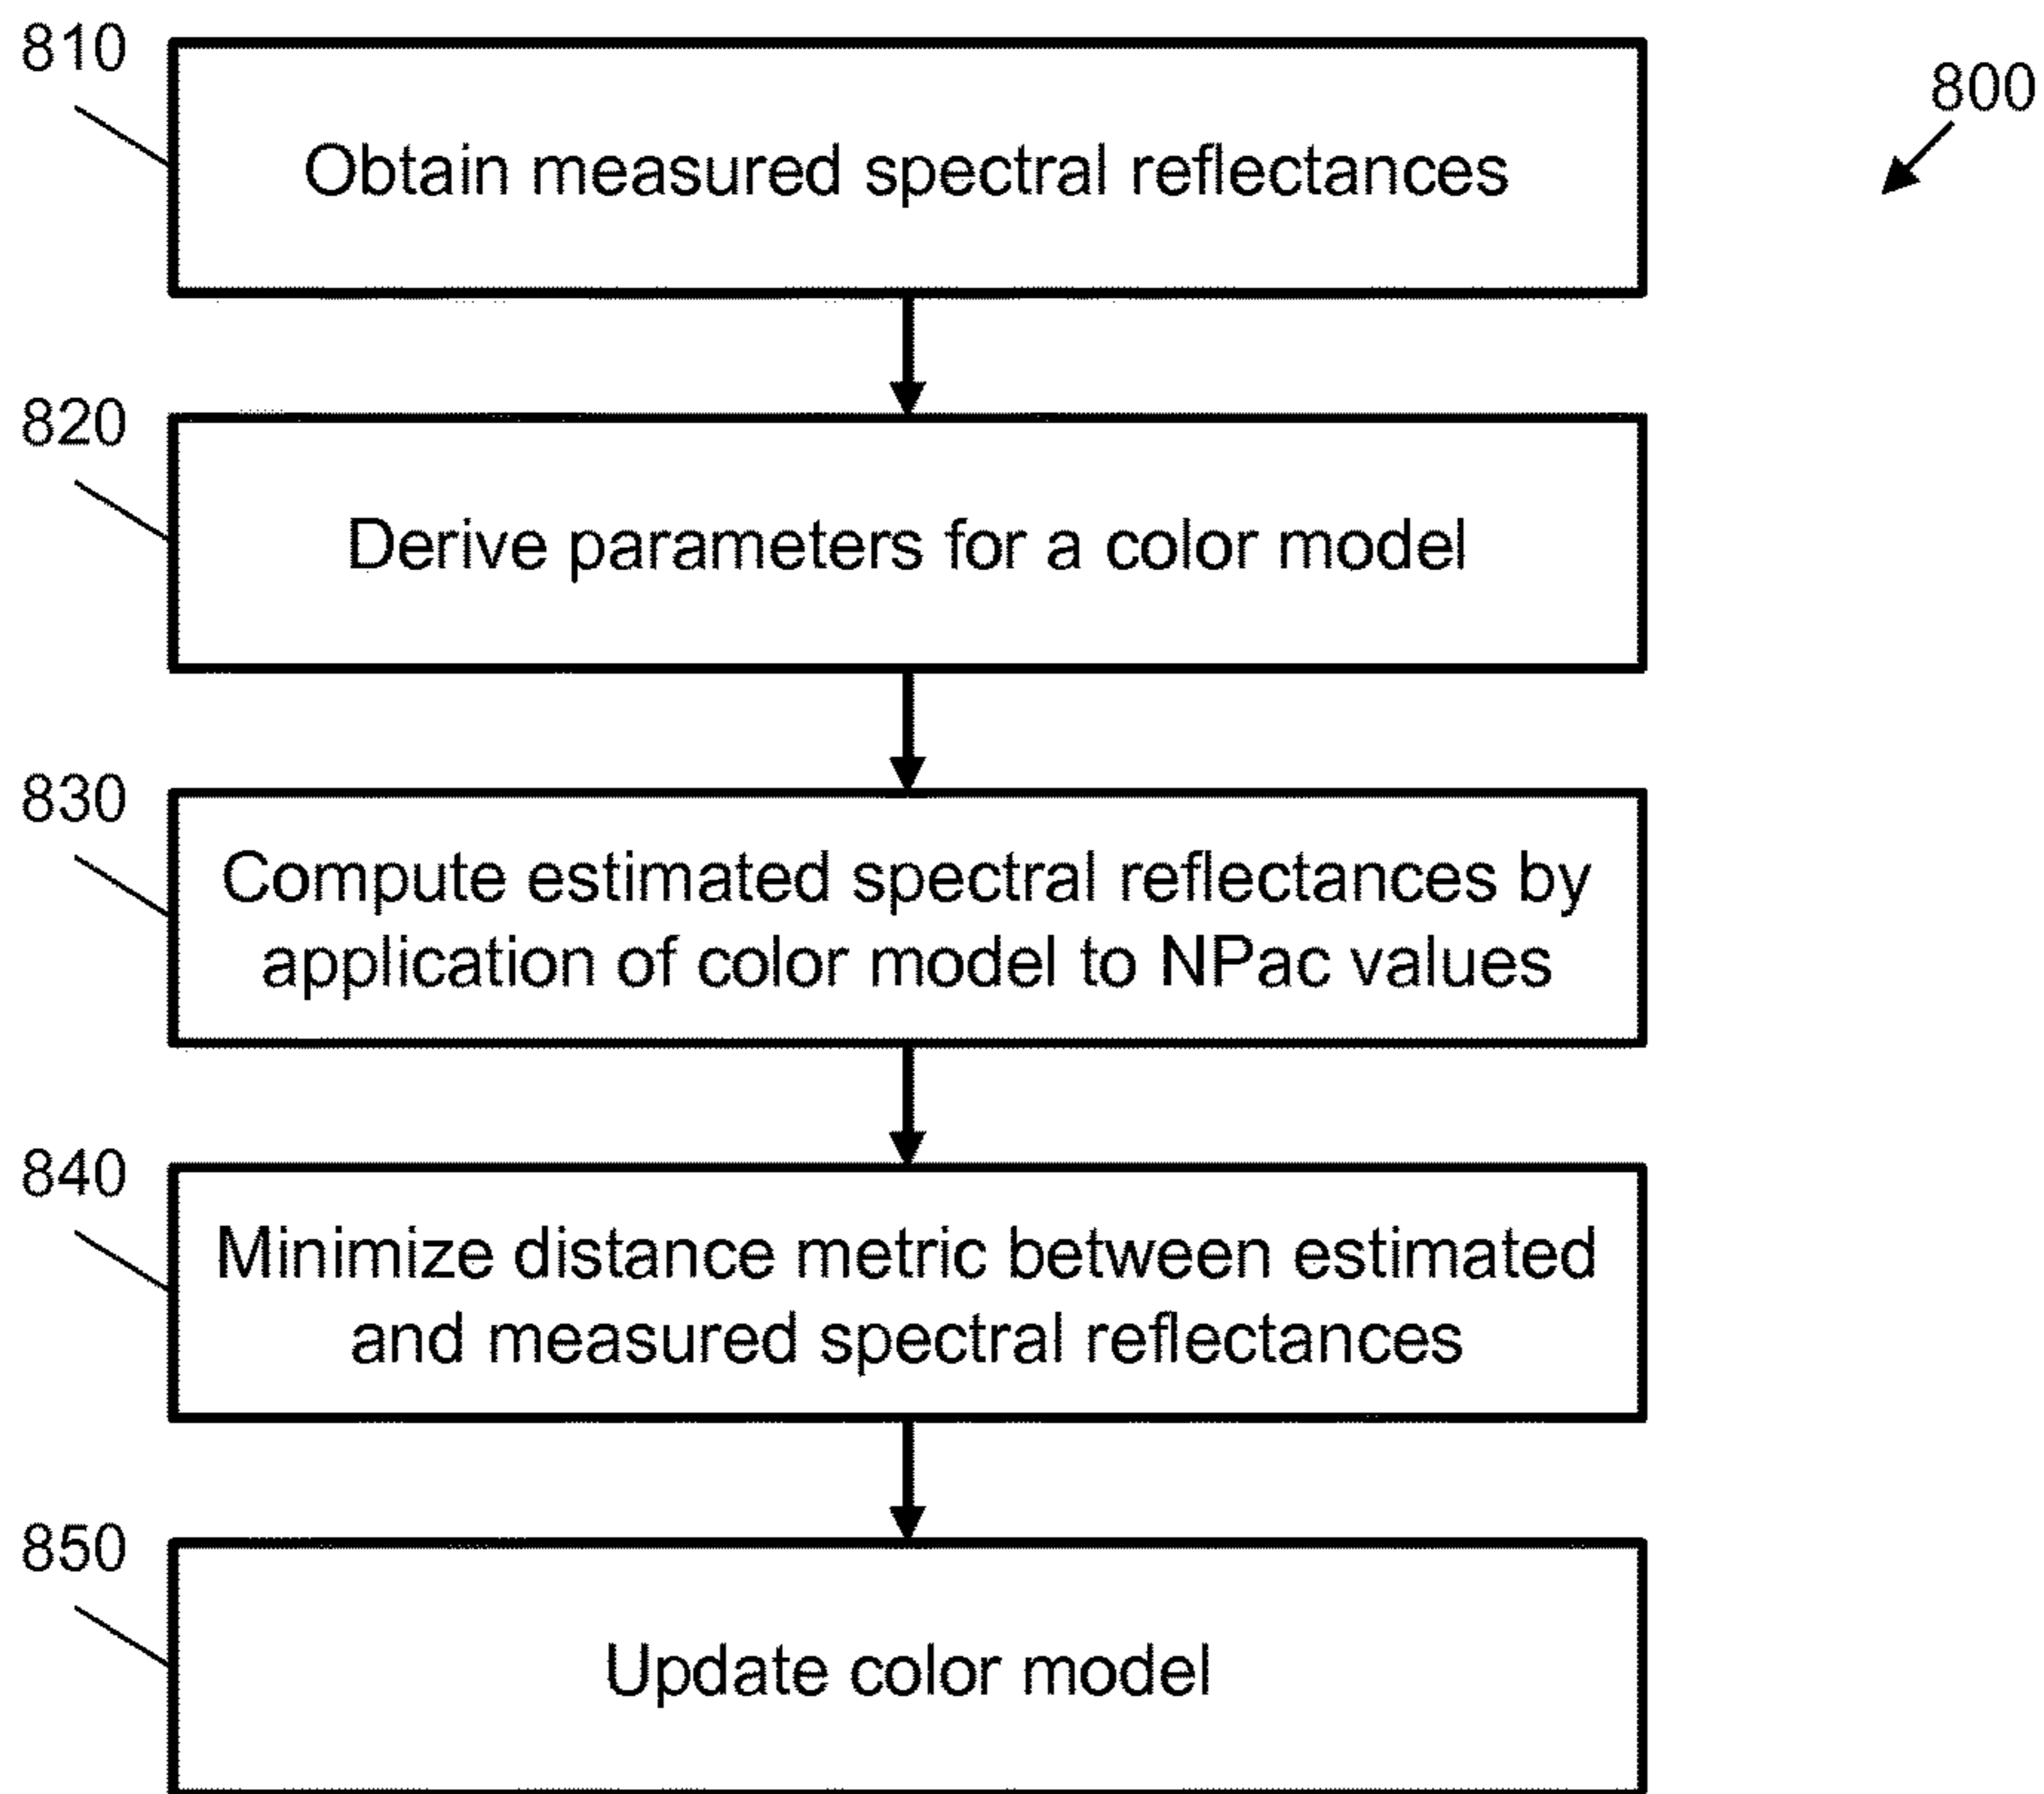 810
800
Obtain measured spectral reflectances
820
Derive parameters for a color model
830
Compute estimated spectral reflectances by
application of color model to NPac values
840
Minimize distance metric between estimated
and measured spectral reflectances
850
Update color model